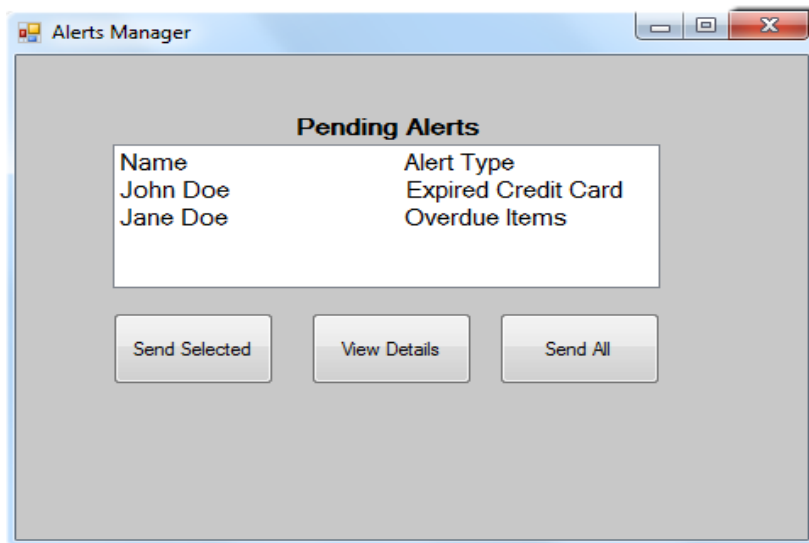 Alerts Manager
Pending Alerts
Name Alert Type
John Doe Expired Credit Card
Jane Doe Overdue Items
Send Selected View Details Send All